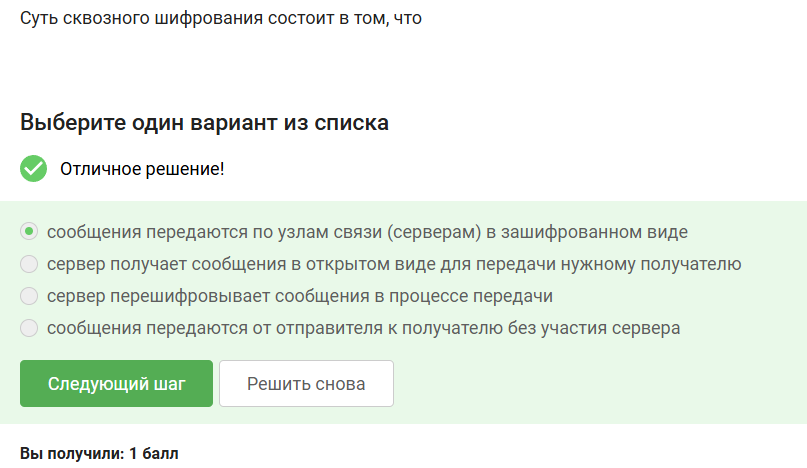 Суть сквозного шифрования состоит в том, что
Выберите один вариант из списка
Отличное решение!
сообщения передаются по узлам связи (серверам) в зашифрованном виде
сервер получает сообщения в открытом виде для передачи нужному получателю
сервер перешифровывает сообщения в процессе передачи
сообщения передаются от отправителя к получателю без участия сервера
Следующий шаг
Решить снова
Вы получили: 1 балл